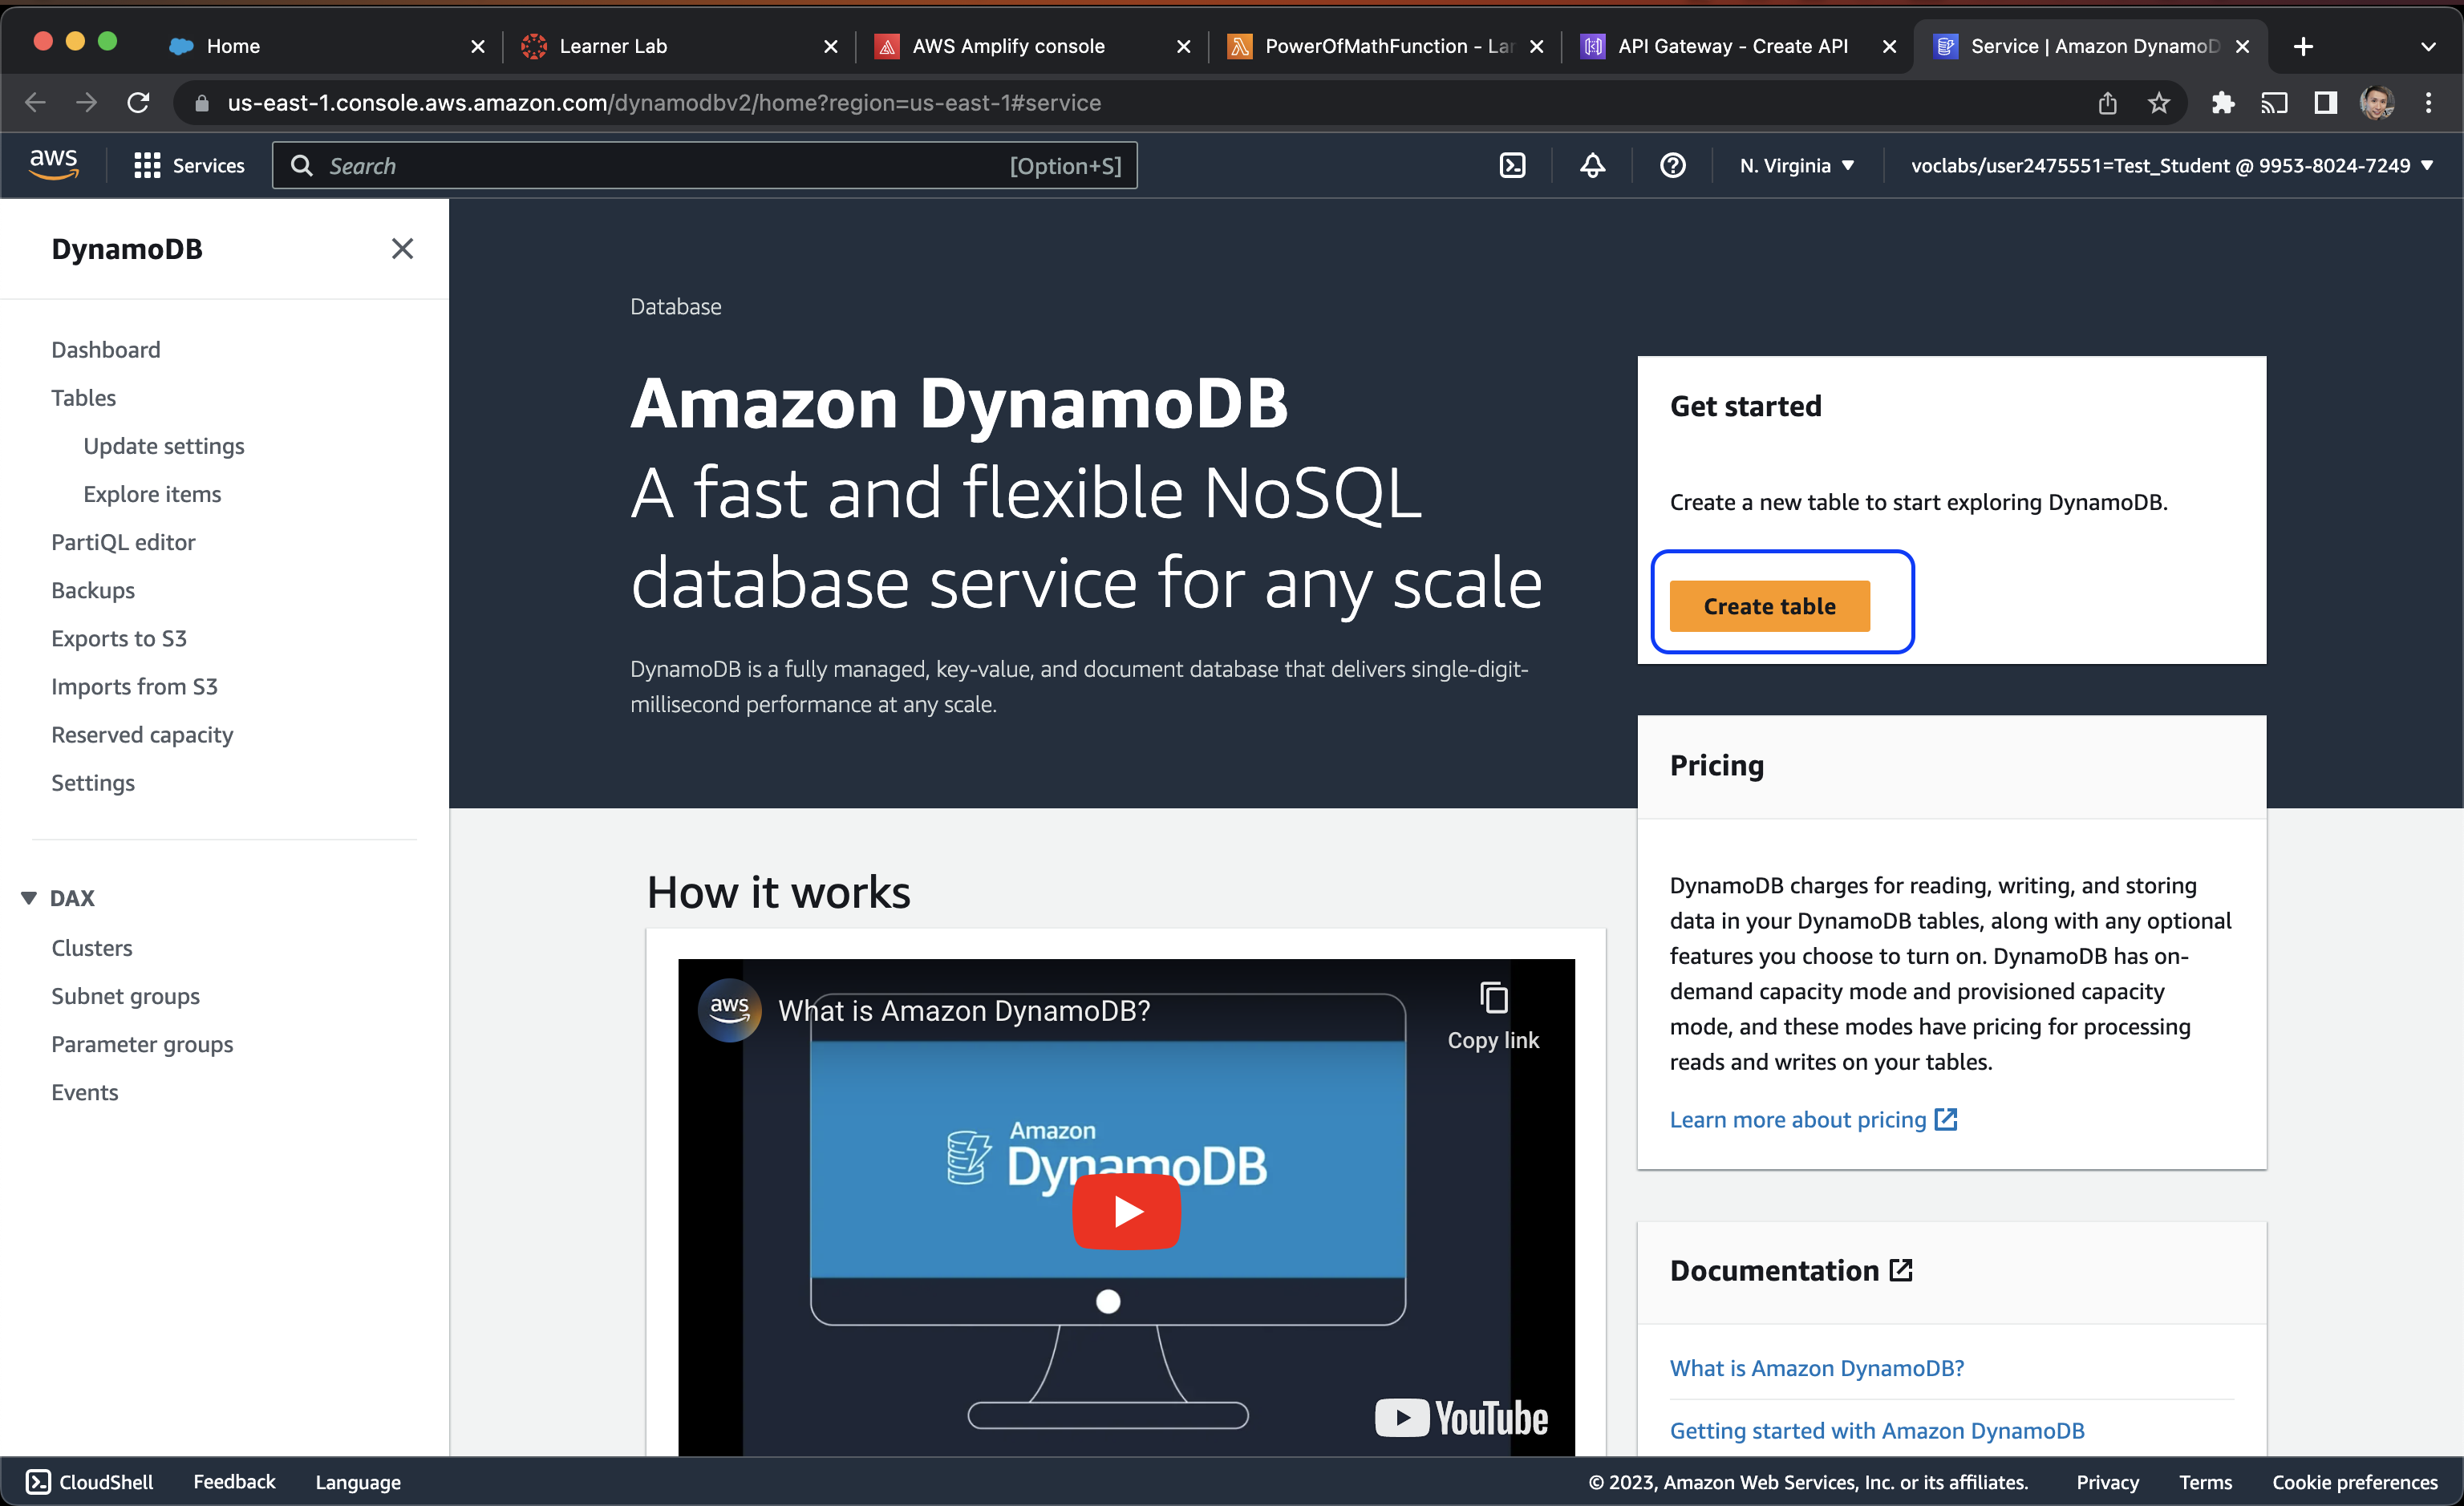 Home
Learner Lab
AWS Amplify console
PowerOfMathFunction - Lar
API Gateway - Create API
Service | Amazon DynamoD
us-east-1.console.aws.amazon.com/dynamodbv2/home?region=us-east-1#service
aws
Services
Search
[Option+S]
N. Virginia
voclabs/user2475551=Test_Student @ 9953-8024-7249
DynamoDB
Dashboard
Tables
Update settings
Explore items
PartiQL editor
Backups
Exports to S3
Imports from S3
Reserved capacity
Settings
DAX
Clusters
Subnet groups
Parameter groups
Events
Database
Amazon DynamoDB
A fast and flexible NoSQL
database service for any scale
DynamoDB is a fully managed, key-value, and document database that delivers single-digit-
millisecond performance at any scale.
Get started
Create a new table to start exploring DynamoDB.
Create table
Pricing
DynamoDB charges for reading, writing, and storing
data in your DynamoDB tables, along with any optional
features you choose to turn on. DynamoDB has on-
demand capacity mode and provisioned capacity
mode, and these modes have pricing for processing
reads and writes on your tables.
Learn more about pricing
How it works
aws
What is Amazon DynamoDB?
Copy link
Amazon
DynamoDB
YouTube
Documentation
What is Amazon DynamoDB?
Getting started with Amazon DynamoDB
CloudShell
Feedback
Language
© 2023, Amazon Web Services, Inc. or its affiliates.
Privacy
Terms
Cookie preferences